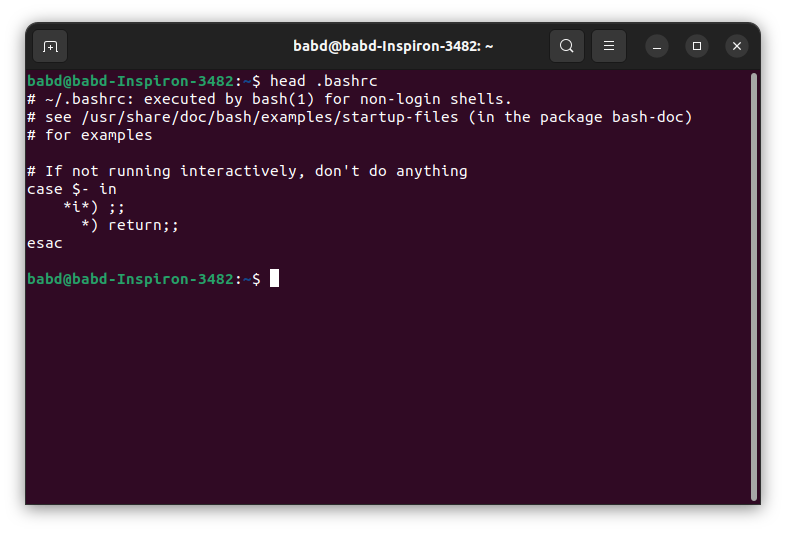 babd@babd-Inspiron-3482: ~
babd@babd-Inspiron-3482:~$ head .bashrc
# ~/.bashrc: executed by bash(1) for non-login shells.
# see /usr/share/doc/bash/examples/startup-files (in the package bash-doc)
# for examples

# If not running interactively, don't do anything
case $- in
    *i*) ;;
      *) return;;
esac

babd@babd-Inspiron-3482:~$